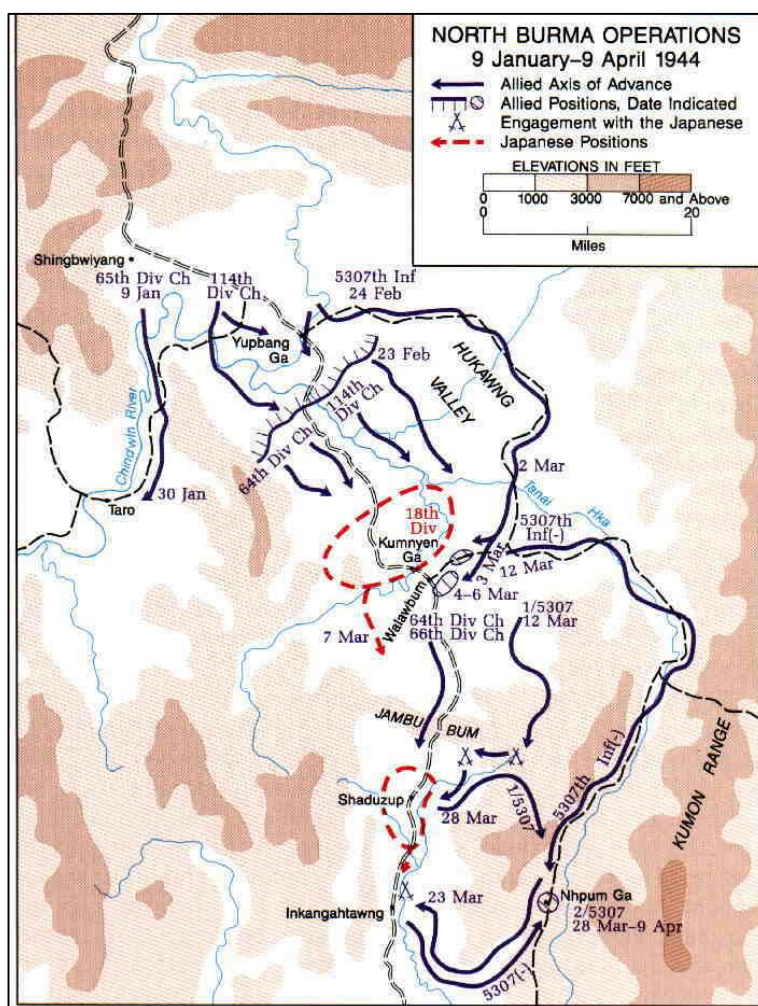 NORTH BURMA OPERATIONS
9 January–9 April 1944
Allied Axis of Advance
Allied Positions, Date Indicated
Engagement with the Japanese
Japanese Positions
ELEVATIONS IN FEET
0 1000 3000 7000 and Above
0 20
Miles
Shingbwiyang
65th Div Ch
9 Jan
114th
Div Ch
5307th Inf
24 Feb
Yupbang
Ga
23 Feb
HUKAWNG
VALLEY
114th
Div Ch
64th Div Ch
Chindwin River
Taro
30 Jan
2 Mar
Tanai Hka
18th
Div
Kumnyen
Ga
5307th
Inf(-)
3 Mar
12 Mar
4–6 Mar
Walawbum
7 Mar
64th Div Ch
66th Div Ch
1/5307
12 Mar
JAMBU BUM
Shaduzup
28 Mar
1/5307
5307th Inf(-)
KUMON RANGE
Inkangahtawng
23 Mar
Nhpum Ga
2/5307
28 Mar–9 Apr
5307(-)